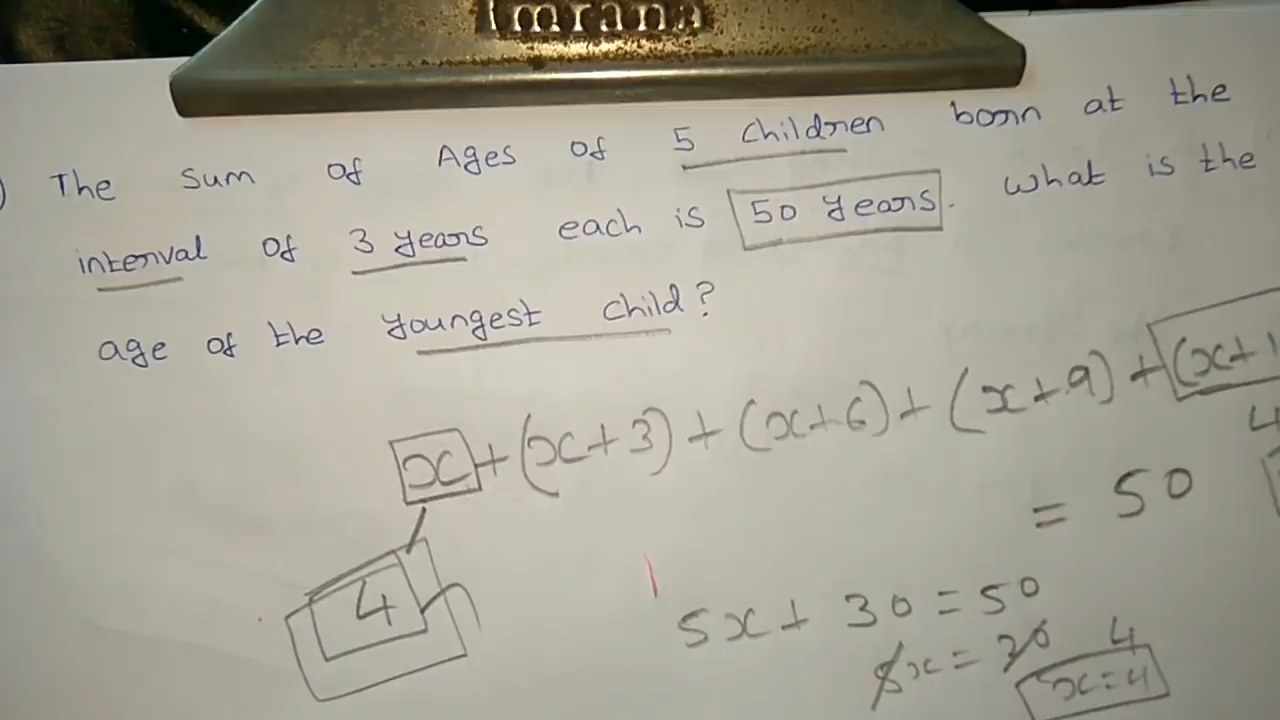 Imrana
) The sum of Ages of 5 children born at the
interval of 3 years each is 50 years. what is the
age of the youngest child?
x+(x+3)+(x+6)+(x+9)+(x+1
= 50
4
5x+ 30=50
5x=20 4
x=4